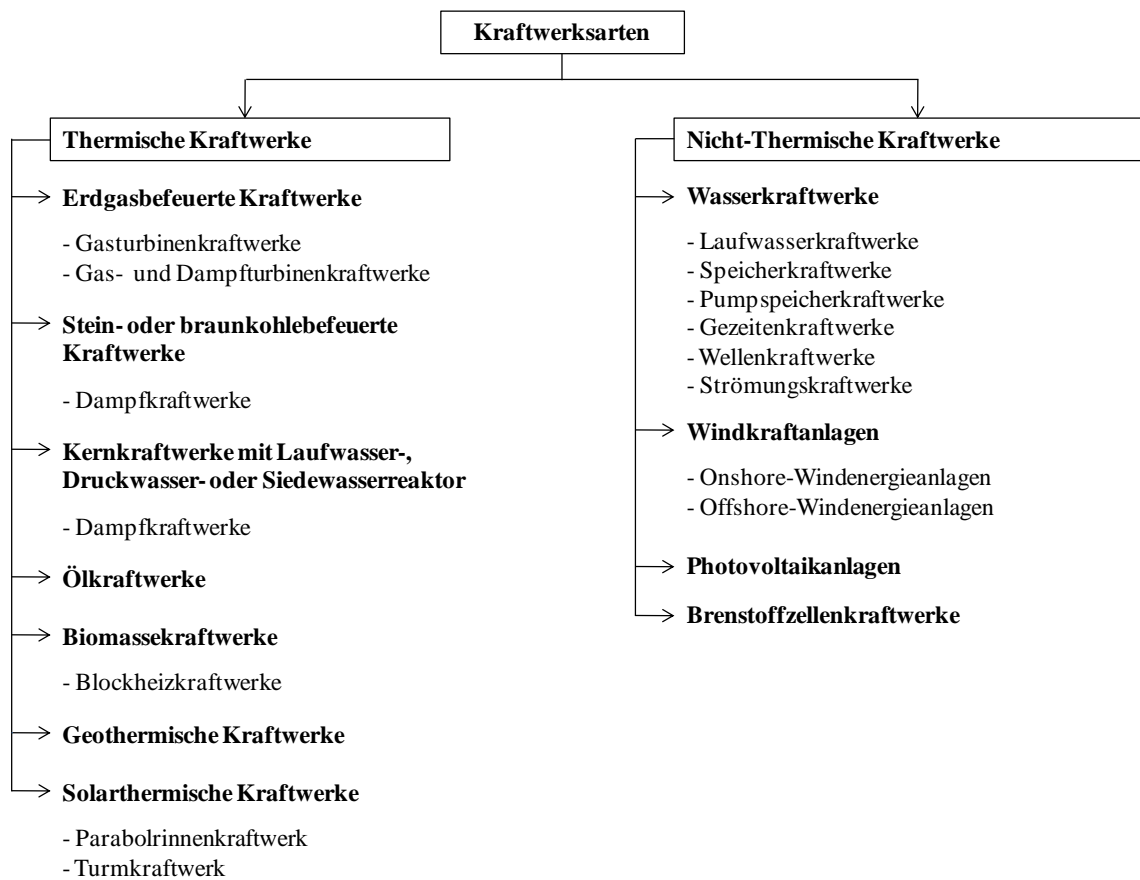 Kraftwerksarten
Thermische Kraftwerke
Erdgasbefeuerte Kraftwerke
- Gasturbinenkraftwerke
- Gas- und Dampfturbinenkraftwerke
Stein- oder braunkohlebefeuerte
Kraftwerke
- Dampfkraftwerke
Kernkraftwerke mit Laufwasser-,
Druckwasser- oder Siedewasserreaktor
- Dampfkraftwerke
Ölkraftwerke
Biomassekraftwerke
- Blockheizkraftwerke
Geothermische Kraftwerke
Solarthermische Kraftwerke
- Parabolrinnenkraftwerk
- Turmkraftwerk
Nicht-Thermische Kraftwerke
Wasserkraftwerke
- Laufwasserkraftwerke
- Speicherkraftwerke
- Pumpspeicherkraftwerke
- Gezeitenkraftwerke
- Wellenkraftwerke
- Strömungskraftwerke
Windkraftanlagen
- Onshore-Windenergieanlagen
- Offshore-Windenergieanlagen
Photovoltaikanlagen
Brenstoffzellenkraftwerke